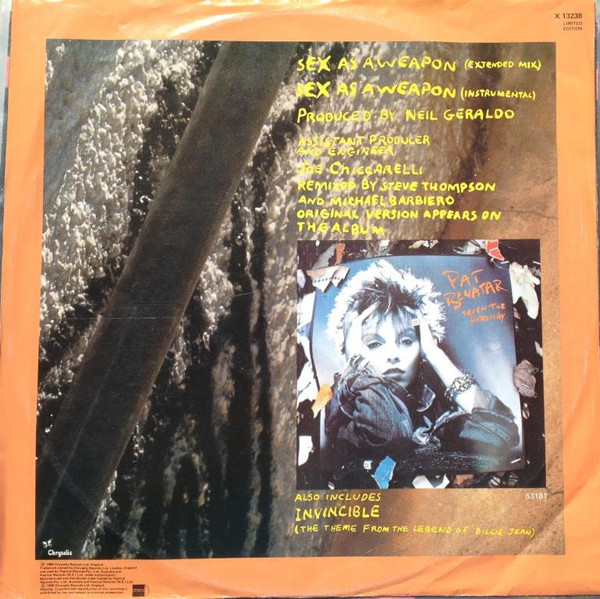 X 13238
LIMITED
EDITION
SEX AS A WEAPON (EXTENDED MIX)
SEX AS A WEAPON (INSTRUMENTAL)
PRODUCED BY NEIL GERALDO
ASSISTANT PRODUCER
AND ENGINEER
JOE CHICCARELLI
REMIXED BY STEVE THOMPSON
AND MICHAEL BARBIERO
ORIGINAL VERSION APPEARS ON
THE ALBUM
PAT
BENATAR
SEVEN THE
HARD WAY
53181
ALSO INCLUDES
INVINCIBLE
(THE THEME FROM THE LEGEND OF BILLIE JEAN)
Chrysalis